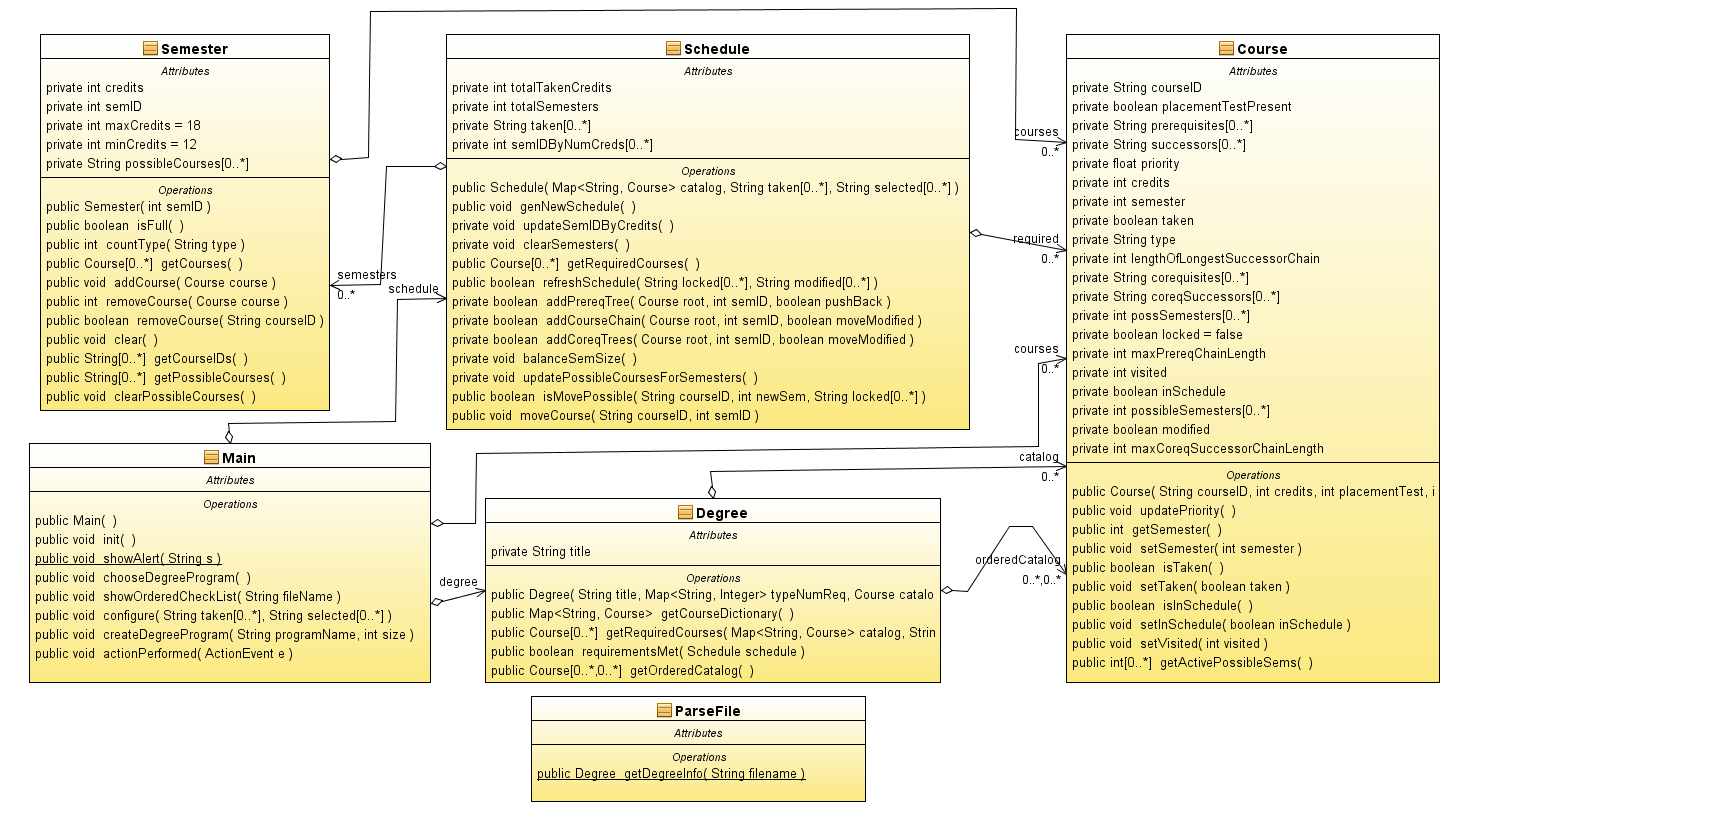 Semester
Attributes
private int credits
private int semID
private int maxCredits = 18
private int minCredits = 12
private String possibleCourses[0..*]
Operations
public Semester( int semID )
public boolean isFull( )
public int countType( String type )
public Course[0..*] getCourses( )
public void addCourse( Course course )
public int removeCourse( Course course )
public boolean removeCourse( String courseID )
public void clear( )
public String[0..*] getCourseIDs( )
public String[0..*] getPossibleCourses( )
public void clearPossibleCourses( )
semesters
0..*
schedule
Schedule
Attributes
private int totalTakenCredits
private int totalSemesters
private String taken[0..*]
private int semIDByNumCreds[0..*]
Operations
public Schedule( Map<String, Course> catalog, String taken[0..*], String selected[0..*] )
public void genNewSchedule( )
private void updateSemIDByCredits( )
private void clearSemesters( )
public Course[0..*] getRequiredCourses( )
public boolean refreshSchedule( String locked[0..*], String modified[0..*] )
private boolean addPrereqTree( Course root, int semID, boolean pushBack )
private boolean addCourseChain( Course root, int semID, boolean moveModified )
private boolean addCoreqTrees( Course root, int semID, boolean moveModified )
private void balanceSemSize( )
private void updatePossibleCoursesForSemesters( )
public boolean isMovePossible( String courseID, int newSem, String locked[0..*] )
public void moveCourse( String courseID, int semID )
courses
0..*
required
0..*
courses
0..*
catalog
0..*
orderedCatalog
0..*,0..*
Course
Attributes
private String courseID
private boolean placementTestPresent
private String prerequisites[0..*]
private String successors[0..*]
private float priority
private int credits
private int semester
private boolean taken
private String type
private int lengthOfLongestSuccessorChain
private String corequisites[0..*]
private String coreqSuccessors[0..*]
private int possSemesters[0..*]
private boolean locked = false
private int maxPrereqChainLength
private int visited
private boolean inSchedule
private int possibleSemesters[0..*]
private boolean modified
private int maxCoreqSuccessorChainLength
Operations
public Course( String courseID, int credits, int placementTest, i
public void updatePriority( )
public int getSemester( )
public void setSemester( int semester )
public boolean isTaken( )
public void setTaken( boolean taken )
public boolean isInSchedule( )
public void setInSchedule( boolean inSchedule )
public void setVisited( int visited )
public int[0..*] getActivePossibleSems( )
Main
Attributes
Operations
public Main( )
public void init( )
public void showAlert( String s )
public void chooseDegreeProgram( )
public void showOrderedCheckList( String fileName )
public void configure( String taken[0..*], String selected[0..*] )
public void createDegreeProgram( String programName, int size )
public void actionPerformed( ActionEvent e )
degree
Degree
Attributes
private String title
Operations
public Degree( String title, Map<String, Integer> typeNumReq, Course catalo
public Map<String, Course> getCourseDictionary( )
public Course[0..*] getRequiredCourses( Map<String, Course> catalog, Strin
public boolean requirementsMet( Schedule schedule )
public Course[0..*,0..*] getOrderedCatalog( )
ParseFile
Attributes
Operations
public Degree getDegreeInfo( String filename )